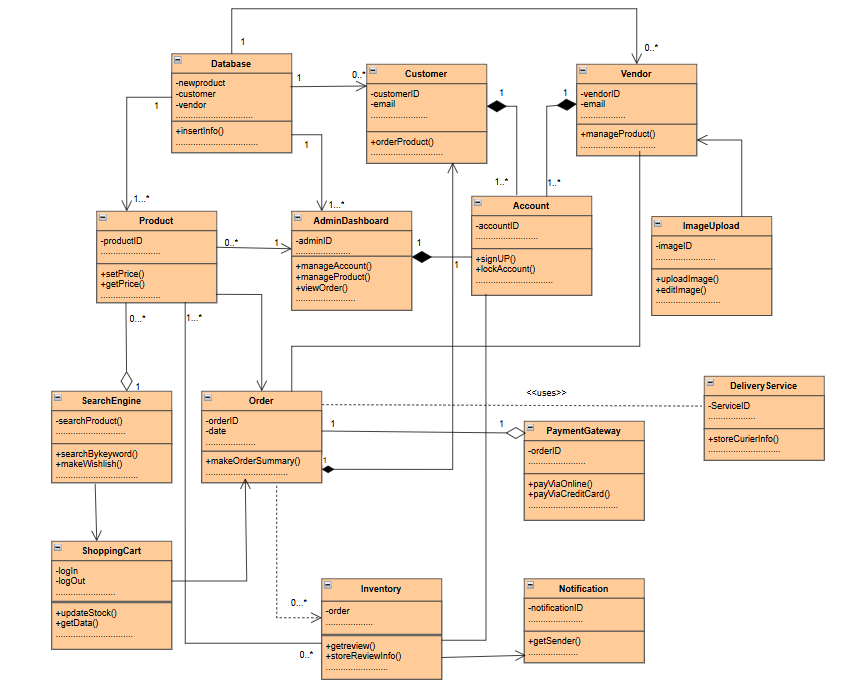 1
0..*
Database
-newproduct
-customer
-vendor
..............................
+insertInfo()
..............................
1
0..*
Customer
-customerID
-email
..............................
+orderProduct()
..............................
Vendor
-vendorID
-email
..............................
+manageProduct()
..............................
1
1
1
1
1..*
1..*
1...*
1...*
Product
-productID
..............................
+setPrice()
+getPrice()
..............................
0..*
1
AdminDashboard
-adminID
..............................
+manageAccount()
+manageProduct()
+viewOrder()
..............................
1
1
Account
-accountID
..............................
+signUP()
+lockAccount()
..............................
ImageUpload
-imageID
..............................
+uploadImage()
+editImage()
..............................
0...*
1...*
1
SearchEngine
-searchProduct()
..............................
+searchBykeyword()
+makeWishlish()
..............................
Order
-orderID
-date
..............................
+makeOrderSummary()
..............................
1
1
<<uses>>
1
PaymentGateway
-orderID
..............................
+payViaOnline()
+payViaCreditCard()
..............................
DeliveryService
-ServiceID
..............................
+storeCurierInfo()
..............................
ShoppingCart
-logIn
-logOut
..............................
+updateStock()
+getData()
..............................
0...*
0..*
Inventory
-order
..............................
+getreview()
+storeReviewInfo()
..............................
Notification
-notificationID
..............................
+getSender()
..............................